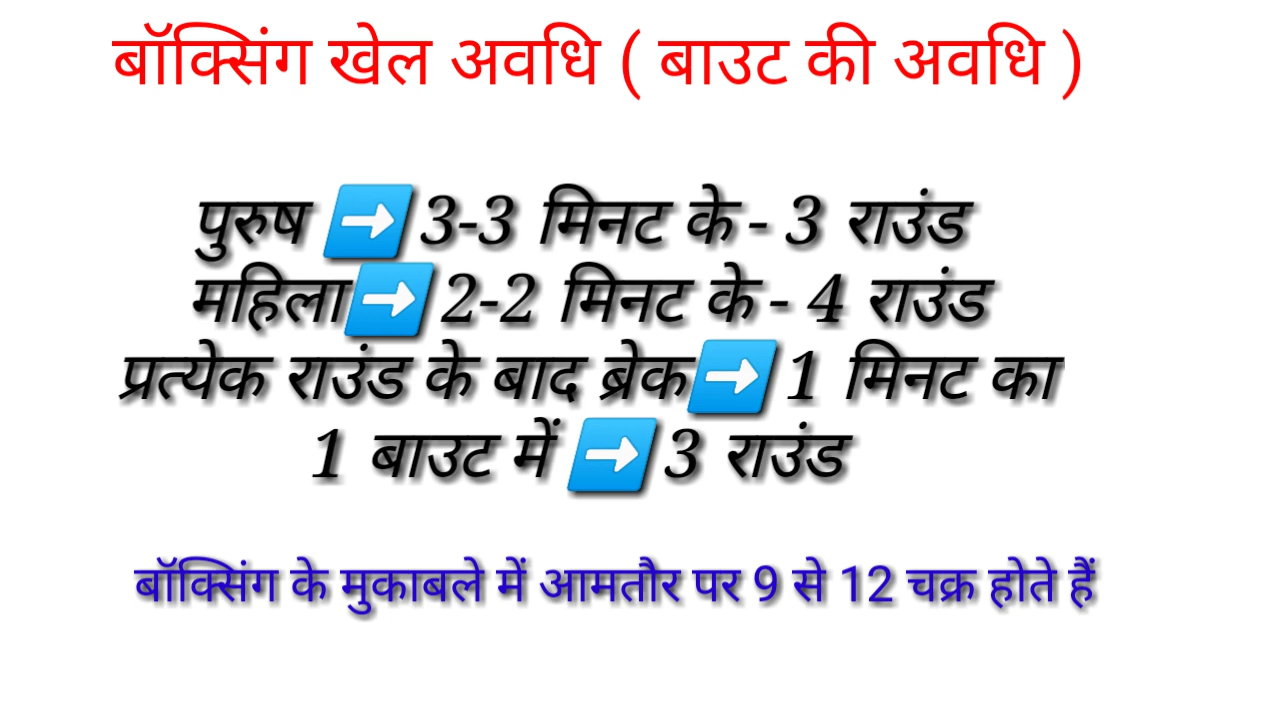 बॉक्सिंग खेल अवधि ( बाउट की अवधि )
पुरुष ➡️ 3-3 मिनट के - 3 राउंड
महिला➡️ 2-2 मिनट के - 4 राउंड
प्रत्येक राउंड के बाद ब्रेक➡️ 1 मिनट का
1 बाउट में ➡️ 3 राउंड
बॉक्सिंग के मुकाबले में आमतौर पर 9 से 12 चक्र होते हैं